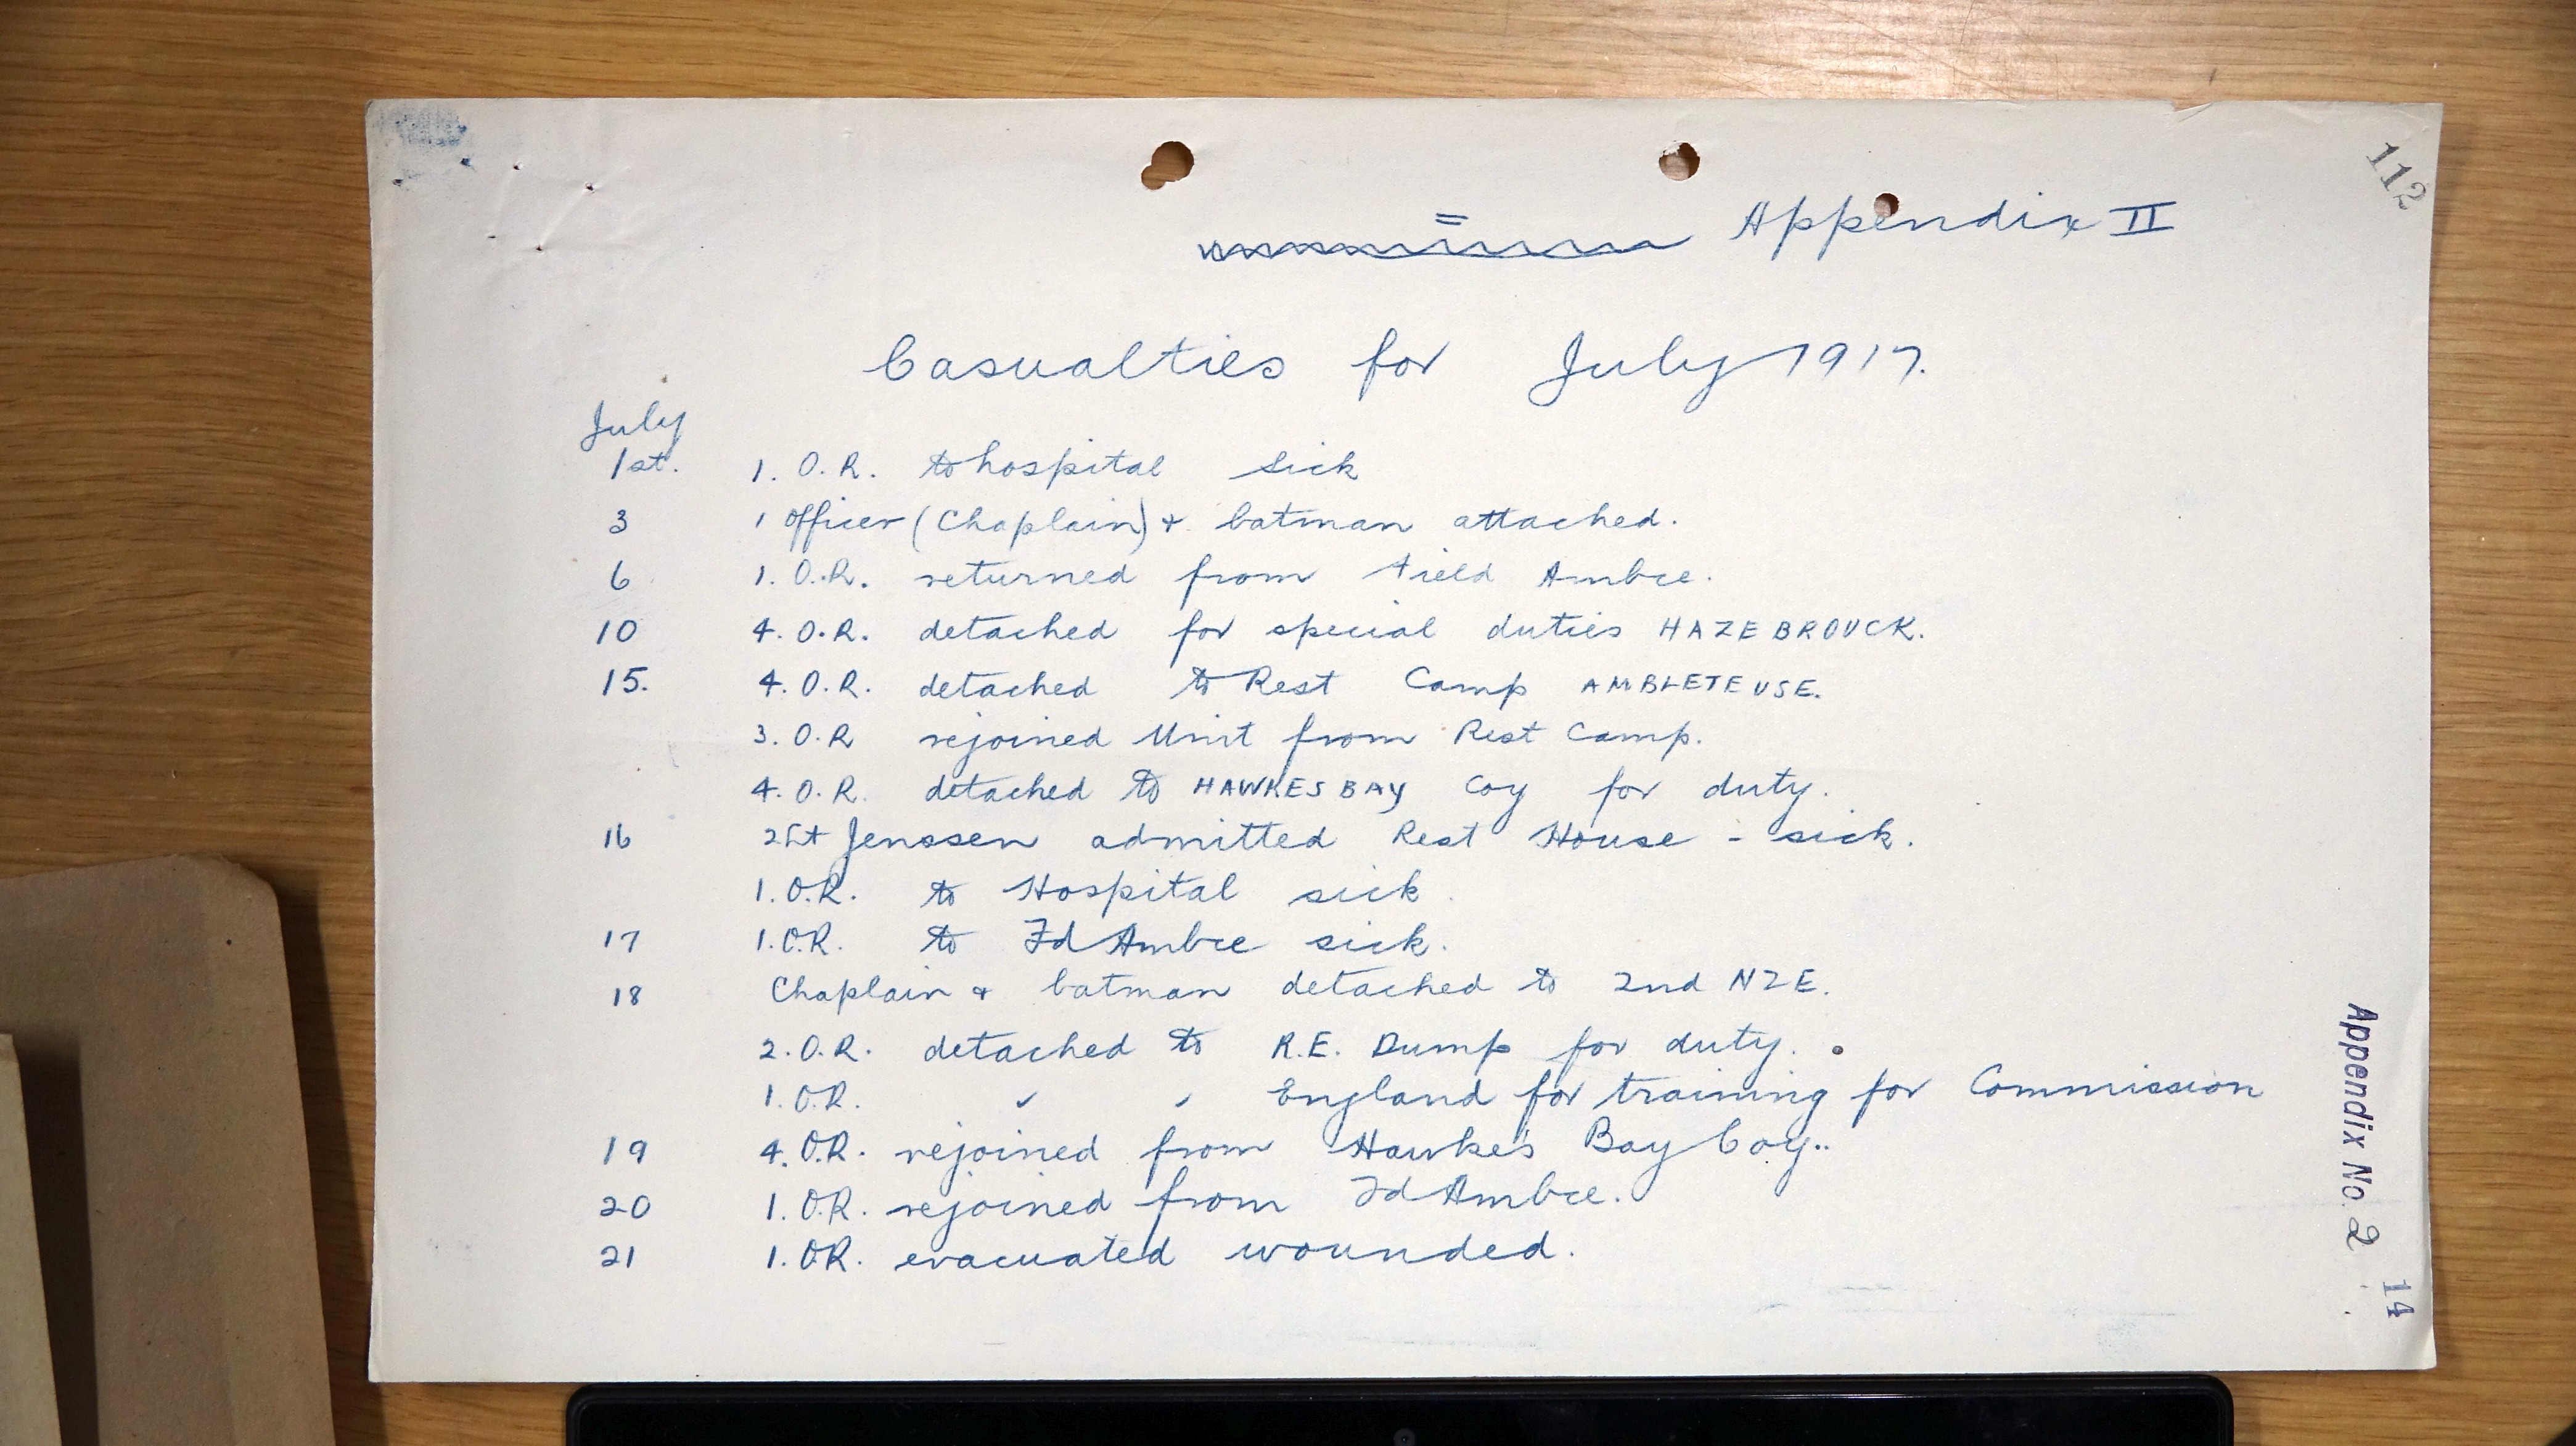 112
Appendix II
Casualties for July 1917.
July
1st. 1. O.R. to hospital sick
3 1 officer (Chaplain) + batman attached.
6 1. O.R. returned from Field Ambce.
10 4. O.R. detached for special duties HAZEBROUCK.
15. 4. O.R. detached to Rest Camp AMBLETEUSE.
3. O.R rejoined Unit from Rest Camp.
4. O.R. detached to HAWKES BAY Coy for duty.
16 2Lt Jenssen admitted Rest House - sick.
1. O.R. to Hospital sick
17 1. O.R. to Fd Ambce sick.
18 Chaplain + batman detached to 2nd NZE.
2. O.R. detached to R.E. Dump for duty.
1. O.R. " " England for training for Commission
19 4. O.R. rejoined from Hawke's Bay Coy..
20 1. O.R. rejoined from Fd Ambce.
21 1. OR. evacuated wounded.
Appendix No. 2
14